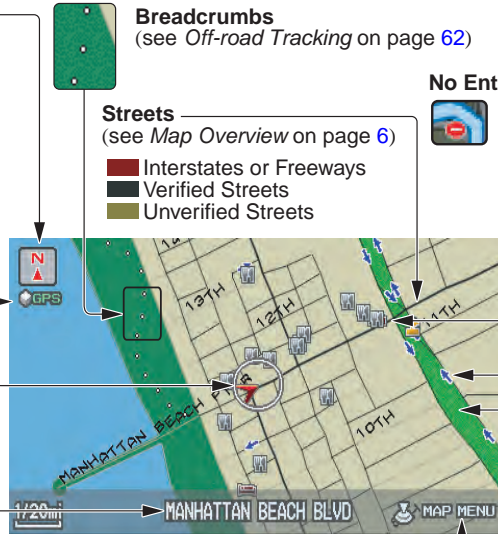 Breadcrumbs
(see Off-road Tracking on page 62)
No Ent
Streets
(see Map Overview on page 6)
Interstates or Freeways
Verified Streets
Unverified Streets
N
GPS
14
13TH
12TH
11TH
10TH
MANHATTAN BEACH PIER
1/20mi
MANHATTAN BEACH BLVD
MAP MENU